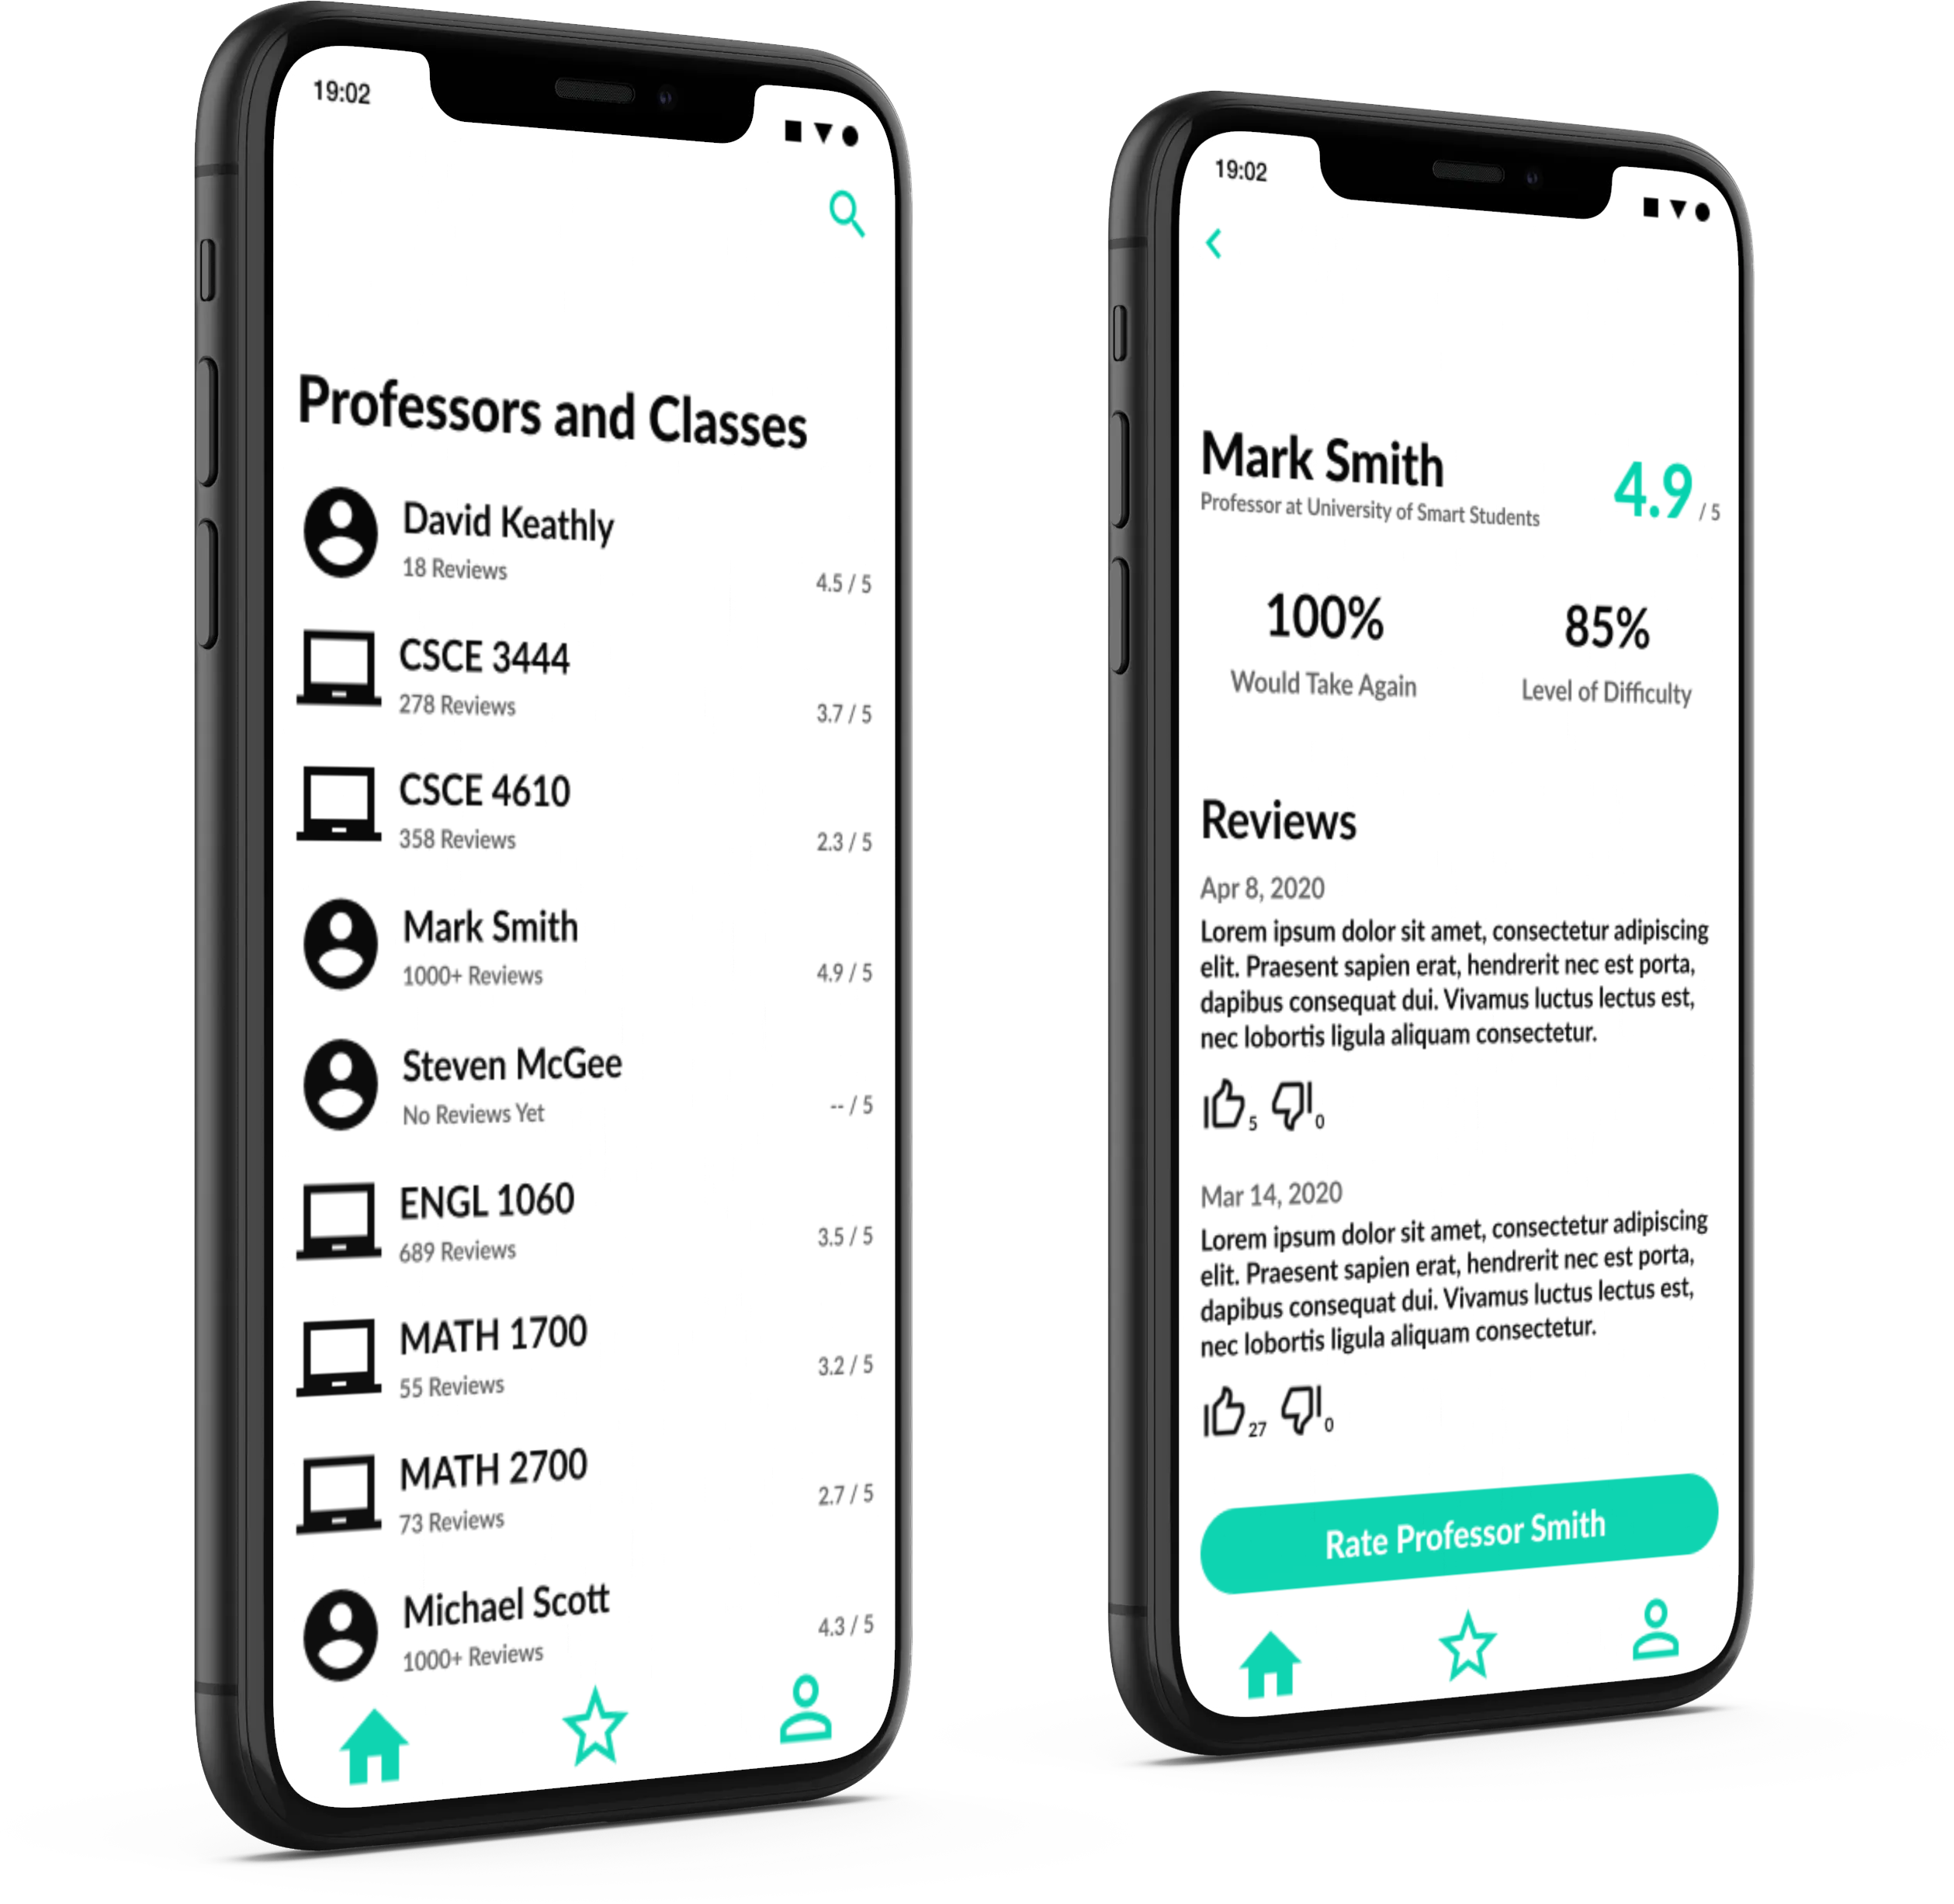 19:02
Professors and Classes
David Keathly
18 Reviews
4.5 / 5
CSCE 3444
278 Reviews
3.7 / 5
CSCE 4610
358 Reviews
2.3 / 5
Mark Smith
1000+ Reviews
4.9 / 5
Steven McGee
No Reviews Yet
-- / 5
ENGL 1060
689 Reviews
3.5 / 5
MATH 1700
55 Reviews
3.2 / 5
MATH 2700
73 Reviews
2.7 / 5
Michael Scott
1000+ Reviews
4.3 / 5
19:02
Mark Smith
Professor at University of Smart Students
4.9 / 5
100%
Would Take Again
85%
Level of Difficulty
Reviews
Apr 8, 2020
Lorem ipsum dolor sit amet, consectetur adipiscing
elit. Praesent sapien erat, hendrerit nec est porta,
dapibus consequat dui. Vivamus luctus lectus est,
nec lobortis ligula aliquam consectetur.
5 0
Mar 14, 2020
Lorem ipsum dolor sit amet, consectetur adipiscing
elit. Praesent sapien erat, hendrerit nec est porta,
dapibus consequat dui. Vivamus luctus lectus est,
nec lobortis ligula aliquam consectetur.
27 0
Rate Professor Smith